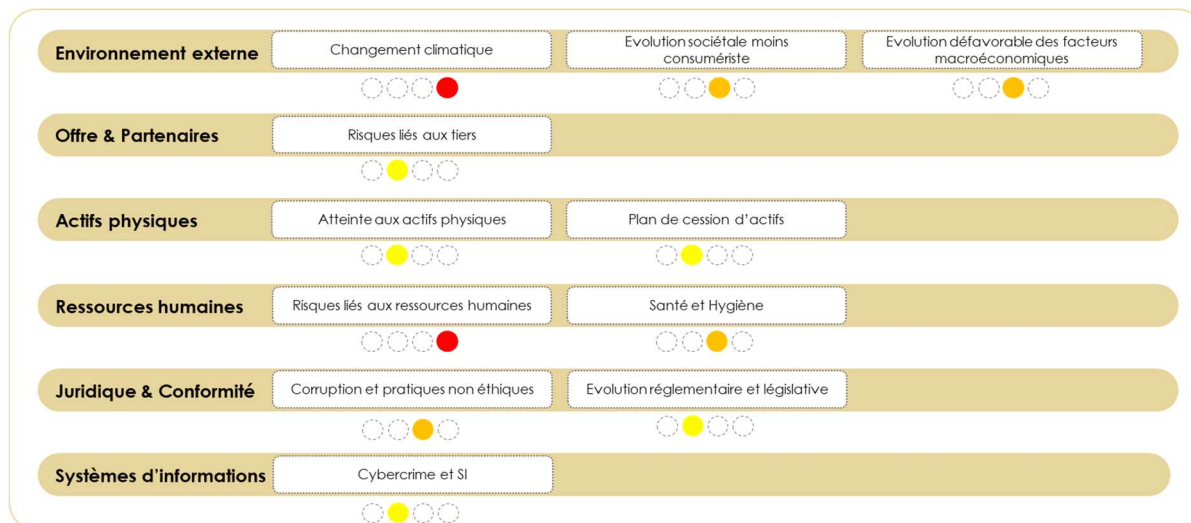 Environnement externe
Changement climatique
Evolution sociétale moins
consumériste
Evolution défavorable des facteurs
macroéconomiques
Offre & Partenaires
Risques liés aux tiers
Actifs physiques
Atteinte aux actifs physiques
Plan de cession d'actifs
Ressources humaines
Risques liés aux ressources humaines
Santé et Hygiène
Juridique & Conformité
Corruption et pratiques non éthiques
Evolution réglementaire et législative
Systèmes d'informations
Cybercrime et SI